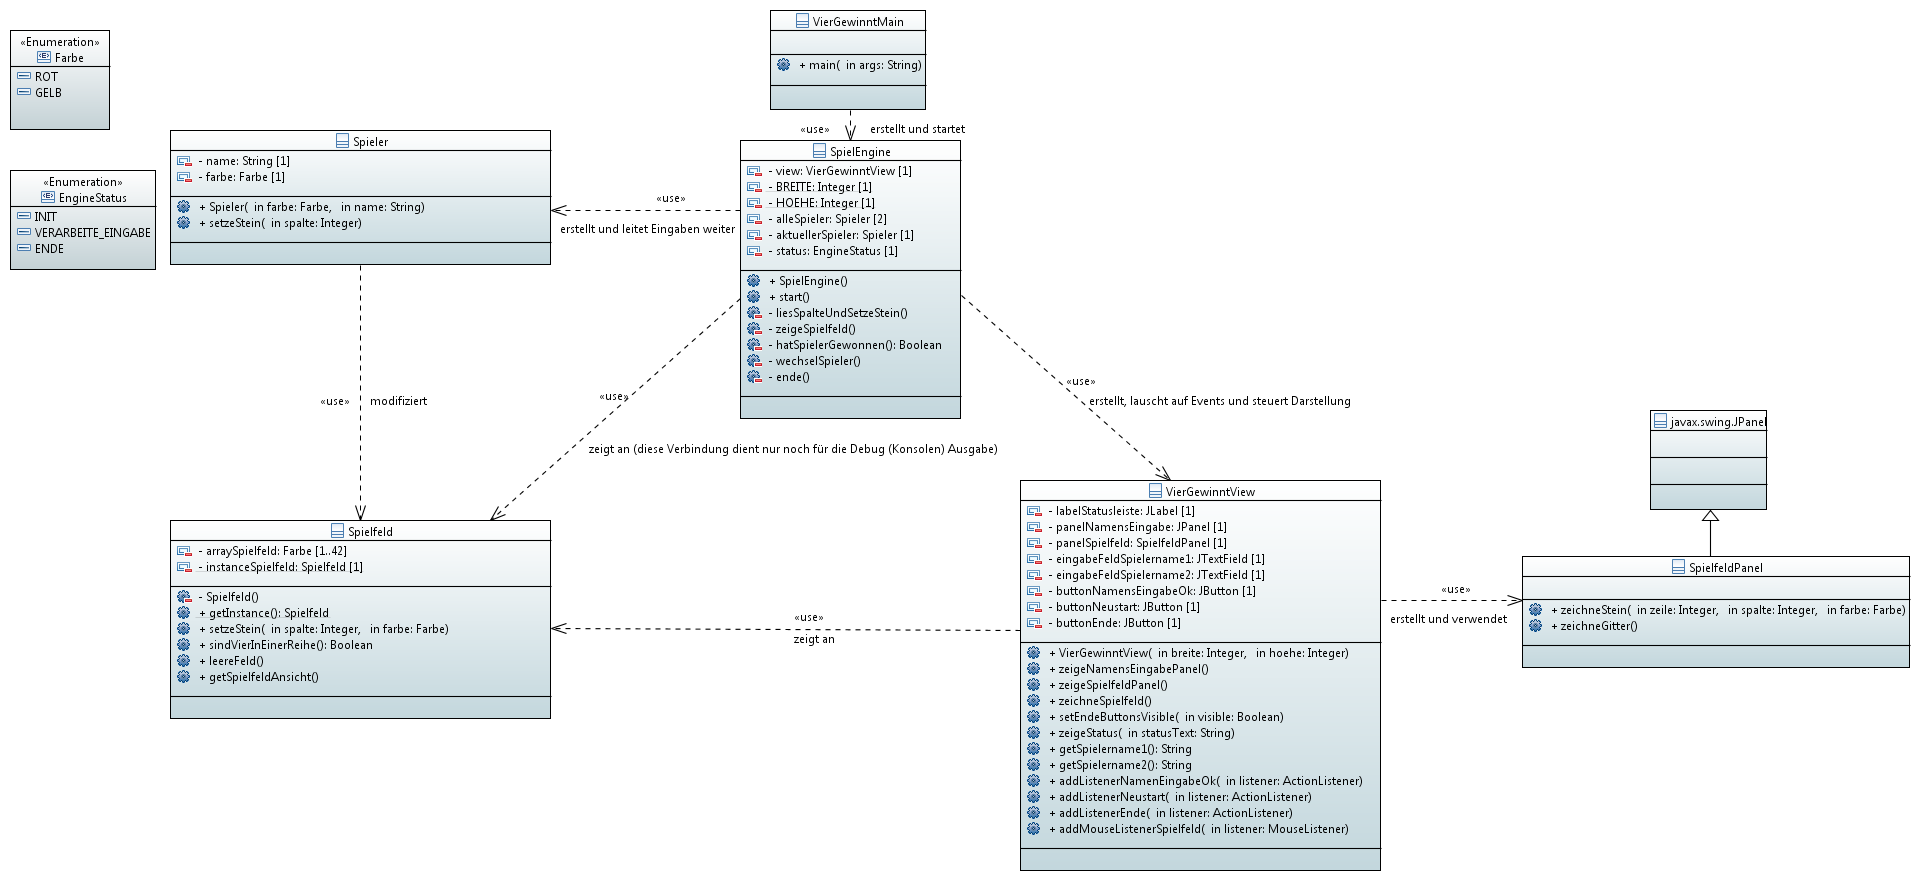 «Enumeration»
Farbe
ROT
GELB
«Enumeration»
EngineStatus
INIT
VERARBEITE_EINGABE
ENDE
VierGewinntMain
+ main( in args: String)
«use»
erstellt und startet
Spieler
- name: String [1]
- farbe: Farbe [1]
+ Spieler( in farbe: Farbe, in name: String)
+ setzeStein( in spalte: Integer)
«use»
erstellt und leitet Eingaben weiter
SpielEngine
- view: VierGewinntView [1]
- BREITE: Integer [1]
- HOEHE: Integer [1]
- alleSpieler: Spieler [2]
- aktuellerSpieler: Spieler [1]
- status: EngineStatus [1]
+ SpielEngine()
+ start()
- liesSpalteUndSetzeStein()
- zeigeSpielfeld()
- hatSpielerGewonnen(): Boolean
- wechselSpieler()
- ende()
«use»
modifiziert
«use»
zeigt an (diese Verbindung dient nur noch für die Debug (Konsolen) Ausgabe)
«use»
erstellt, lauscht auf Events und steuert Darstellung
Spielfeld
- arraySpielfeld: Farbe [1..42]
- instanceSpielfeld: Spielfeld [1]
- Spielfeld()
+ getInstance(): Spielfeld
+ setzeStein( in spalte: Integer, in farbe: Farbe)
+ sindVierInEinerReihe(): Boolean
+ leereFeld()
+ getSpielfeldAnsicht()
«use»
zeigt an
VierGewinntView
- labelStatusleiste: JLabel [1]
- panelNamensEingabe: JPanel [1]
- panelSpielfeld: SpielfeldPanel [1]
- eingabeFeldSpielername1: JTextField [1]
- eingabeFeldSpielername2: JTextField [1]
- buttonNamensEingabeOk: JButton [1]
- buttonNeustart: JButton [1]
- buttonEnde: JButton [1]
+ VierGewinntView( in breite: Integer, in hoehe: Integer)
+ zeigeNamensEingabePanel()
+ zeigeSpielfeldPanel()
+ zeichneSpielfeld()
+ setEndeButtonsVisible( in visible: Boolean)
+ zeigeStatus( in statusText: String)
+ getSpielername1(): String
+ getSpielername2(): String
+ addListenerNamenEingabeOk( in listener: ActionListener)
+ addListenerNeustart( in listener: ActionListener)
+ addListenerEnde( in listener: ActionListener)
+ addMouseListenerSpielfeld( in listener: MouseListener)
«use»
erstellt und verwendet
javax.swing.JPanel
SpielfeldPanel
+ zeichneStein( in zeile: Integer, in spalte: Integer, in farbe: Farbe)
+ zeichneGitter()